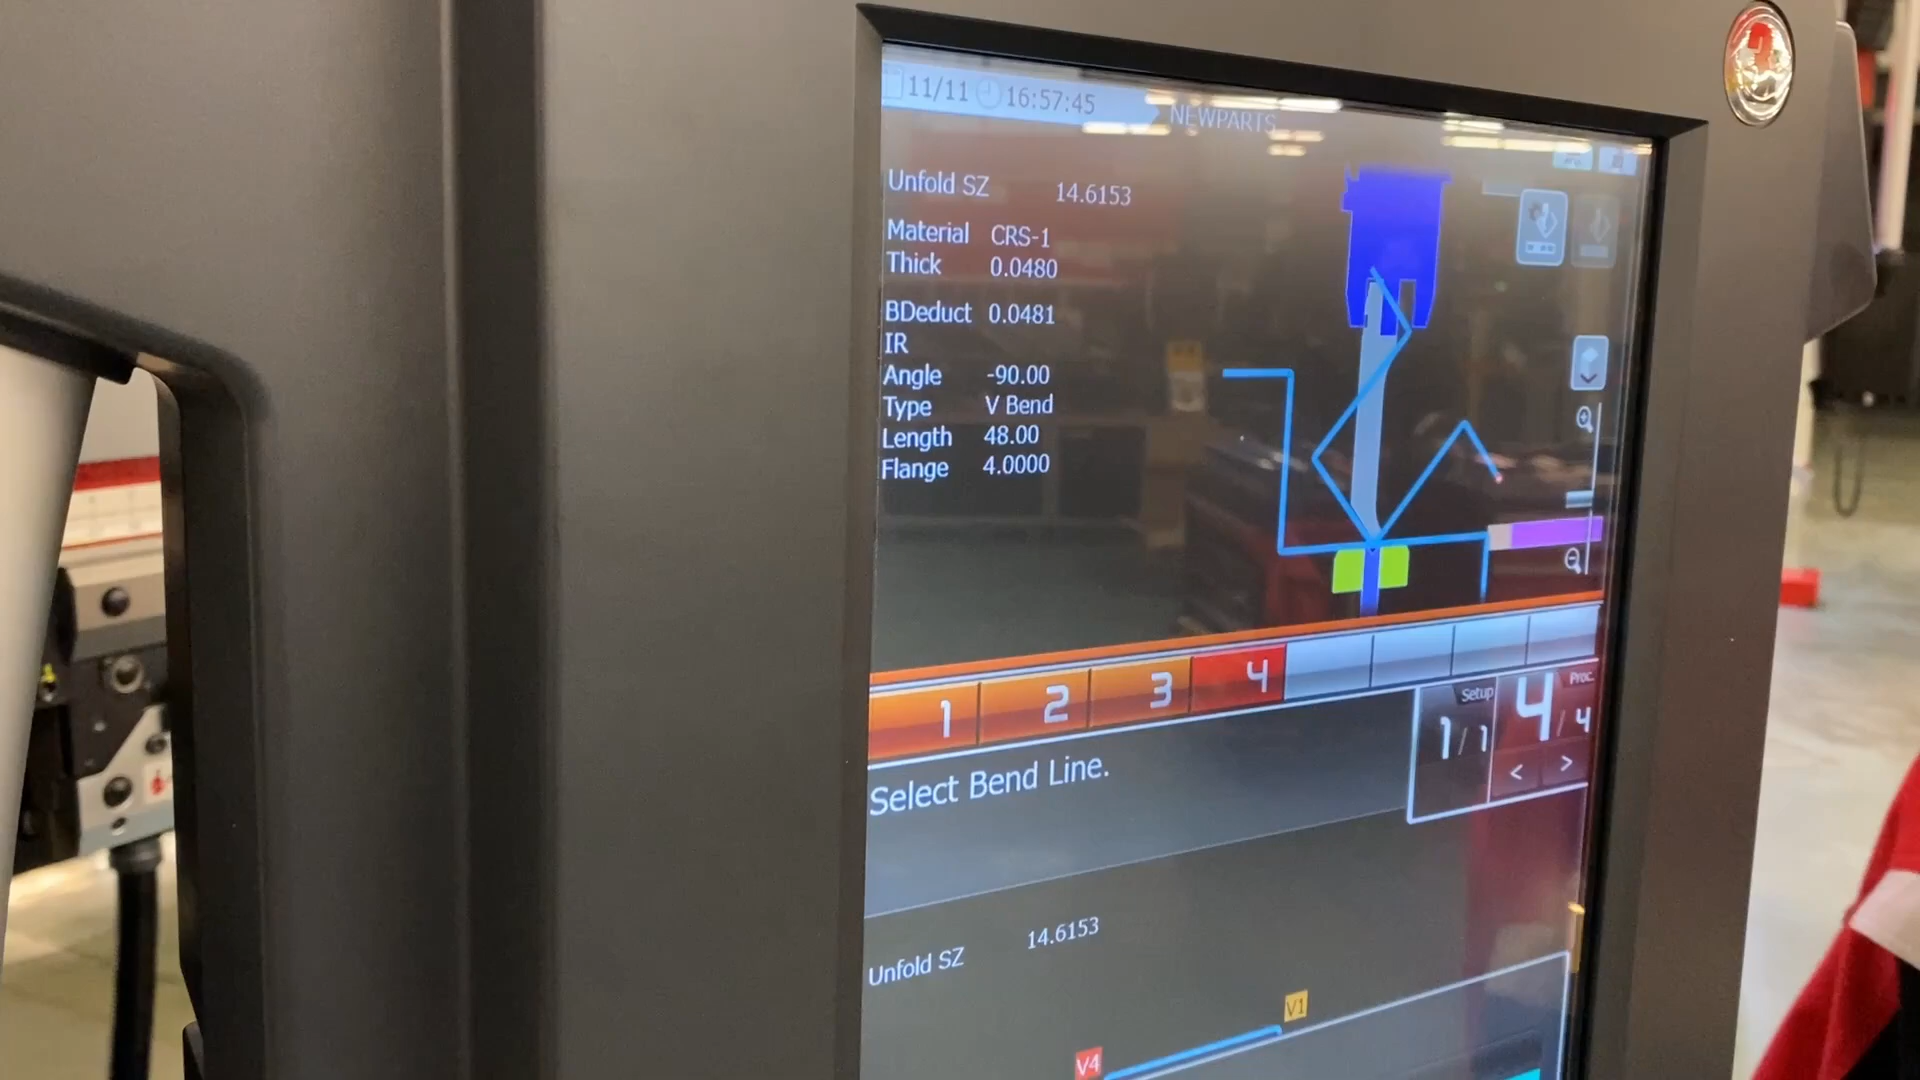 11/11 16:57:45
NEWPARTS
Unfold SZ 14.6153
Material CRS-1
Thick 0.0480
BDeduct 0.0481
IR
Angle -90.00
Type V Bend
Length 48.00
Flange 4.0000
1 2 3 4
Setup 1/1
Proc. 4/4
< >
Select Bend Line.
Unfold SZ 14.6153
V1
V4